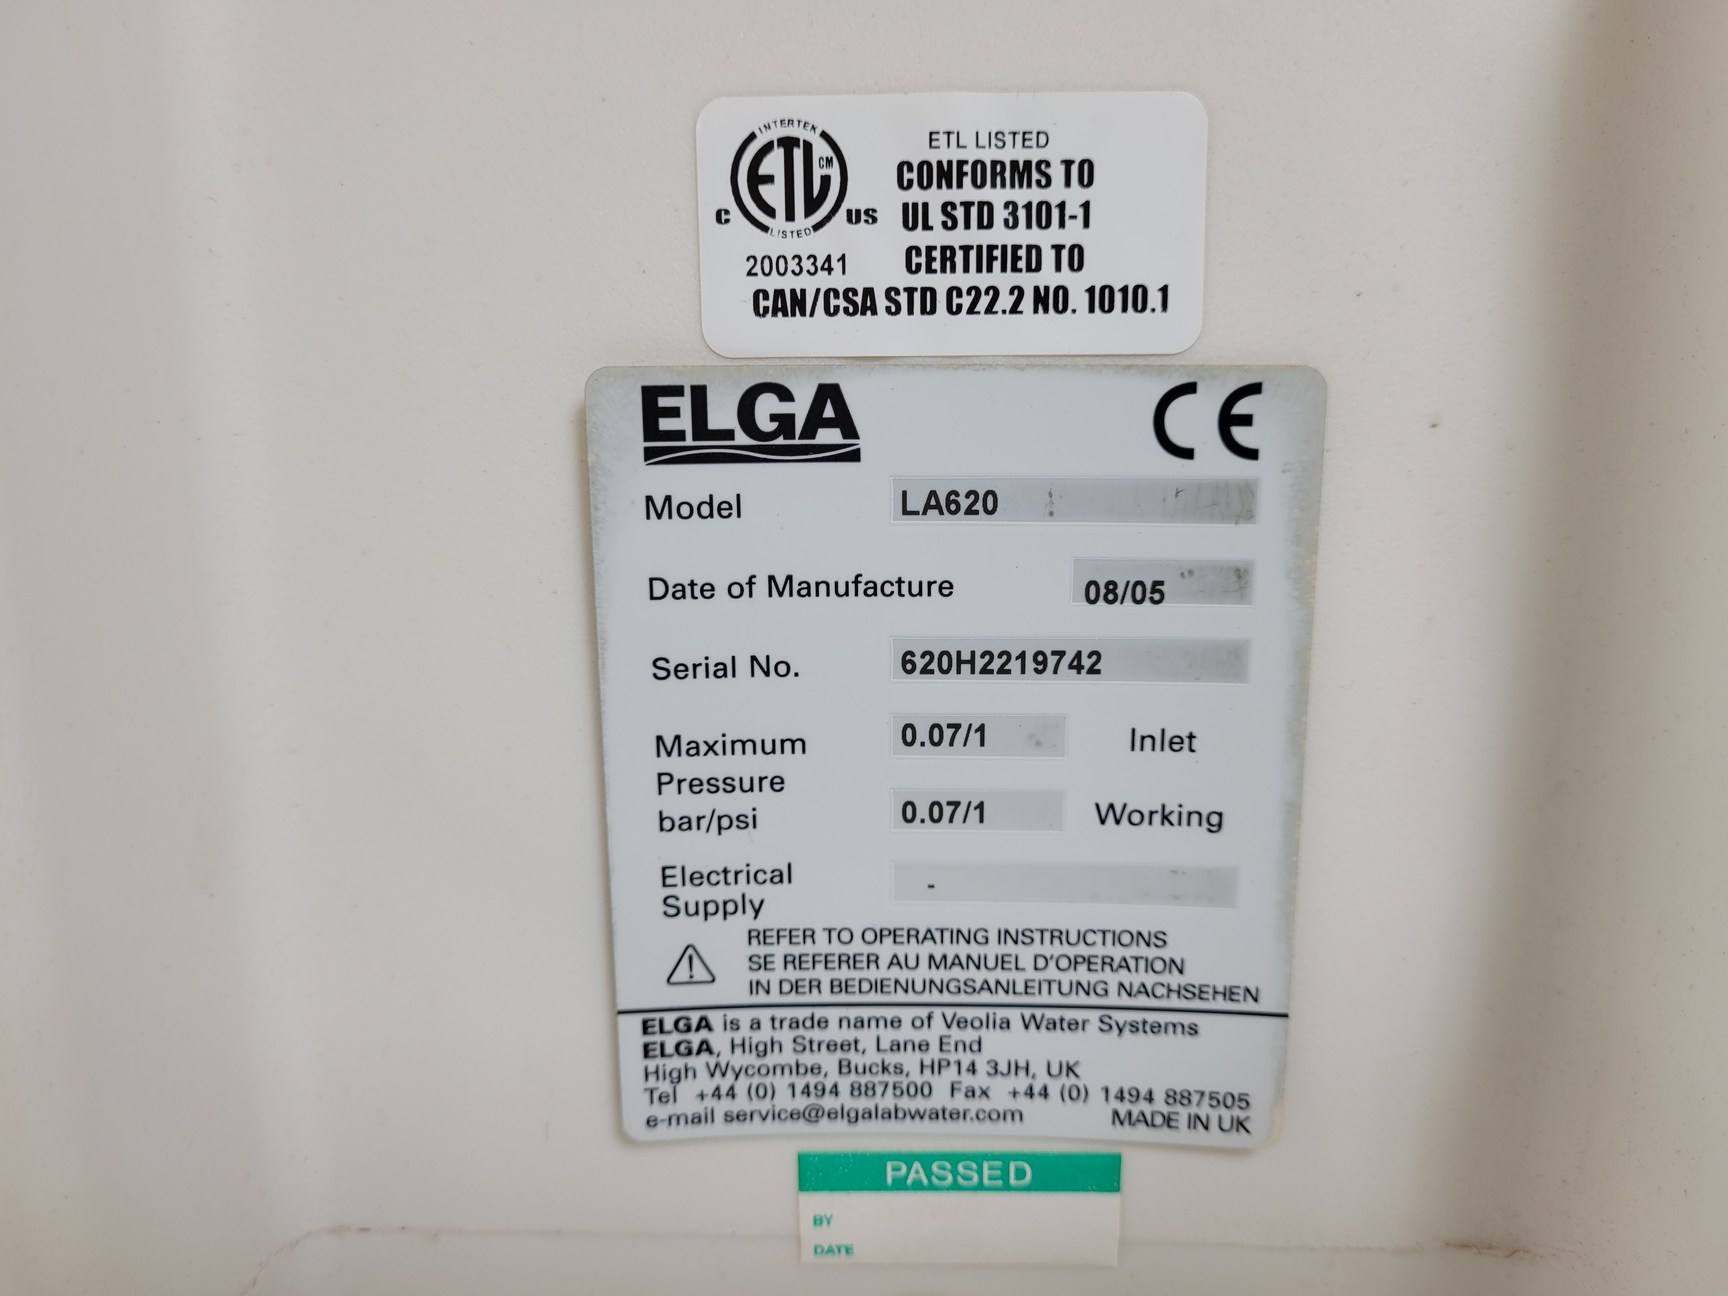 INTERTEK
ETL CM
C US
LISTED
2003341
ETL LISTED
CONFORMS TO
UL STD 3101-1
CERTIFIED TO
CAN/CSA STD C22.2 NO. 1010.1
ELGA CE
Model LA620
Date of Manufacture 08/05
Serial No. 620H2219742
Maximum Pressure bar/psi
0.07/1 Inlet
0.07/1 Working
Electrical Supply -
REFER TO OPERATING INSTRUCTIONS
SE REFERER AU MANUEL D'OPERATION
IN DER BEDIENUNGSANLEITUNG NACHSEHEN
ELGA is a trade name of Veolia Water Systems
ELGA, High Street, Lane End
High Wycombe, Bucks, HP14 3JH, UK
Tel +44 (0) 1494 887500 Fax +44 (0) 1494 887505
e-mail service@elgalabwater.com MADE IN UK
PASSED
BY
DATE